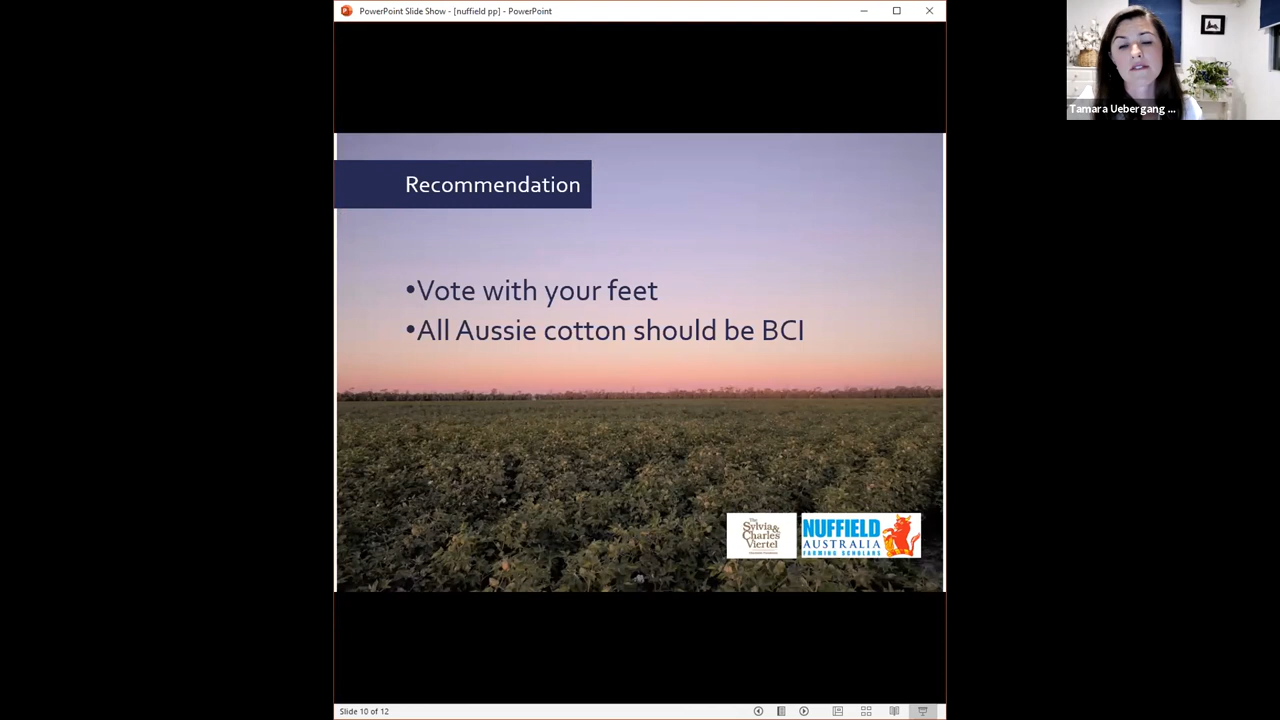 PowerPoint Slide Show - [nuffield pp] - PowerPoint
Tamara Uebergang ...
Recommendation
•Vote with your feet
•All Aussie cotton should be BCI
The
Sylvia&
Charles
Viertel
NUFFIELD
AUSTRALIA
FARMING SCHOLARS
Slide 10 of 12